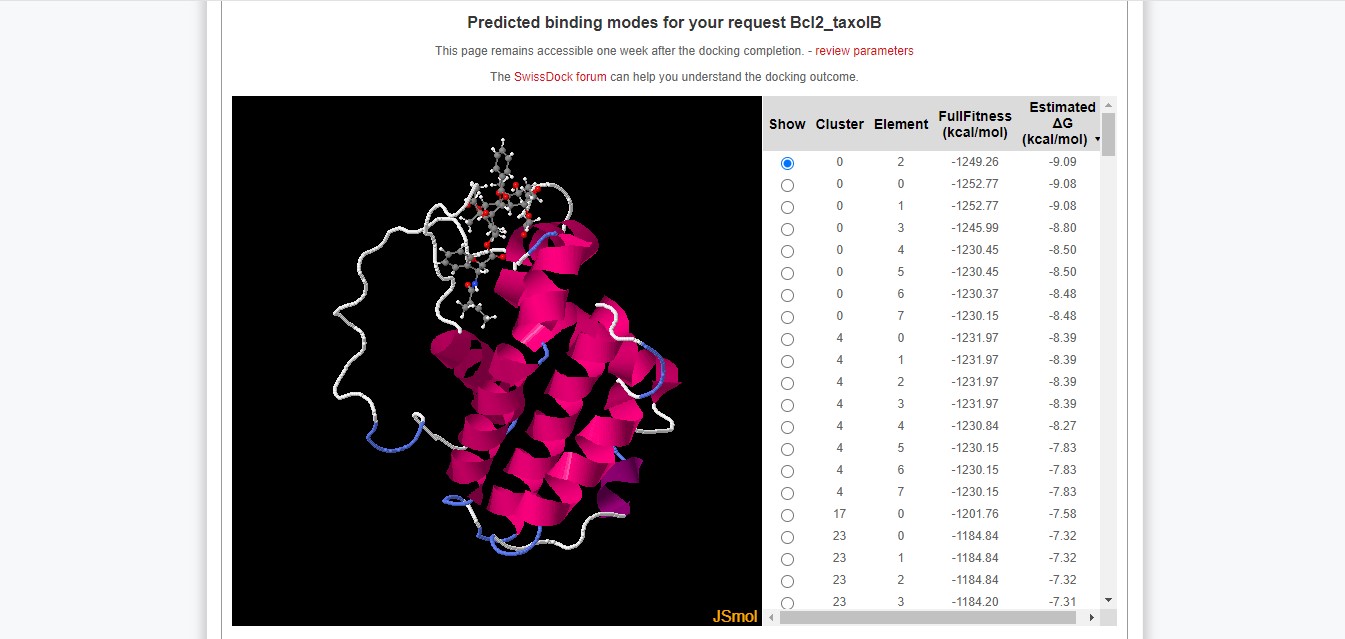 Predicted binding modes for your request Bcl2_taxolB
This page remains accessible one week after the docking completion. - review parameters
The SwissDock forum can help you understand the docking outcome.
Show Cluster Element FullFitness (kcal/mol) Estimated ΔG (kcal/mol)
0 2 -1249.26 -9.09
0 0 -1252.77 -9.08
0 1 -1252.77 -9.08
0 3 -1245.99 -8.80
0 4 -1230.45 -8.50
0 5 -1230.45 -8.50
0 6 -1230.37 -8.48
0 7 -1230.15 -8.48
4 0 -1231.97 -8.39
4 1 -1231.97 -8.39
4 2 -1231.97 -8.39
4 3 -1231.97 -8.39
4 4 -1230.84 -8.27
4 5 -1230.15 -7.83
4 6 -1230.15 -7.83
4 7 -1230.15 -7.83
17 0 -1201.76 -7.58
23 0 -1184.84 -7.32
23 1 -1184.84 -7.32
23 2 -1184.84 -7.32
23 3 -1184.20 -7.31
JSmol